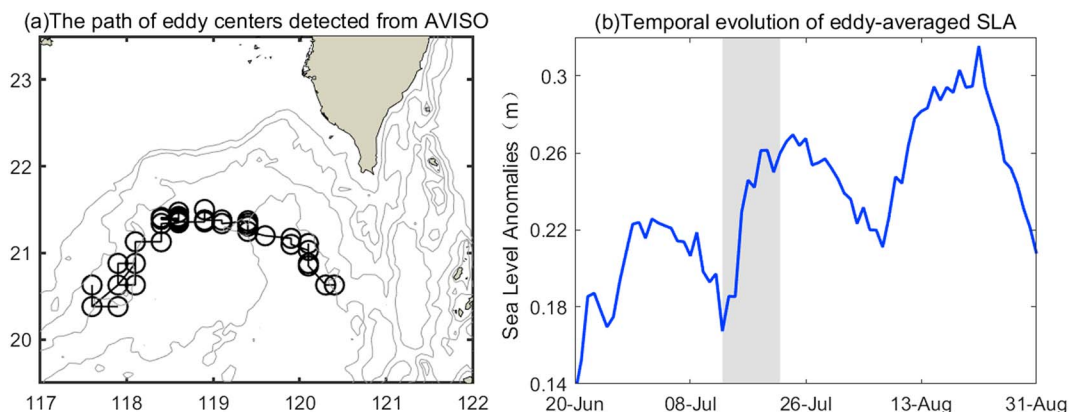 (a)The path of eddy centers detected from AVISO
23
22
21
20
117 118 119 120 121 122
(b)Temporal evolution of eddy-averaged SLA
Sea Level Anomalies（m）
0.3
0.26
0.22
0.18
0.14
20-Jun 08-Jul 26-Jul 13-Aug 31-Aug